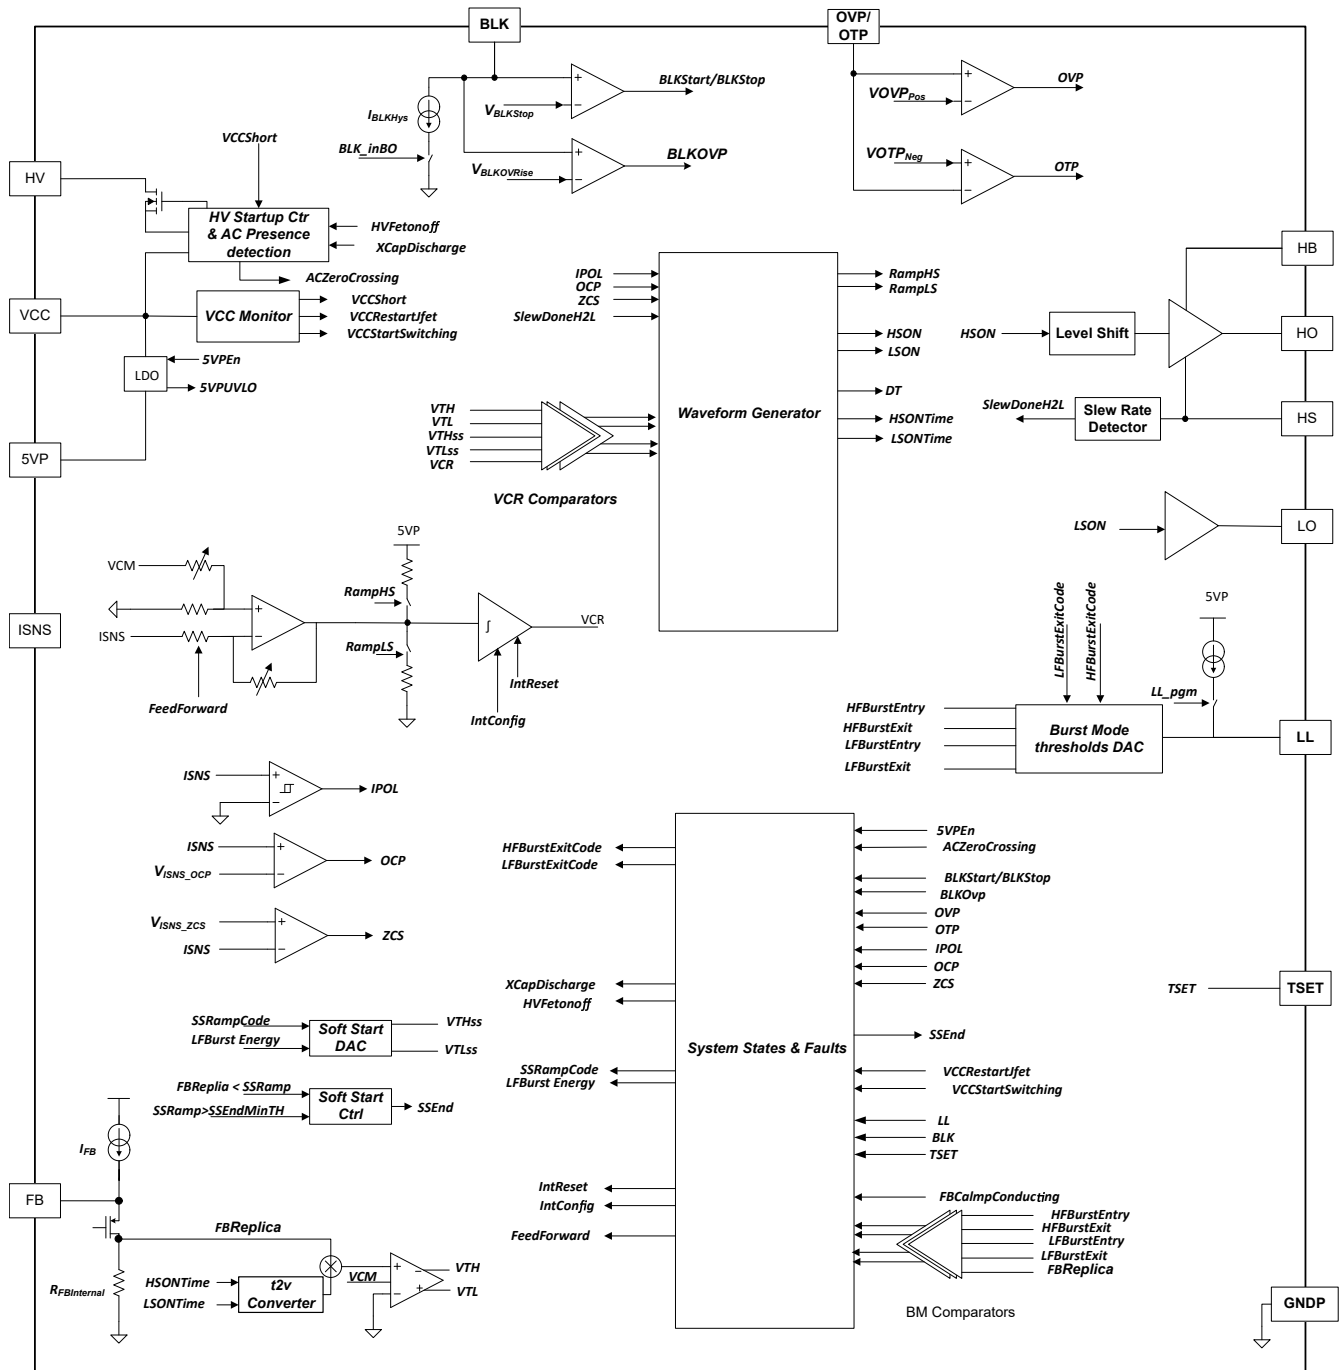 BLK
OVP/
OTP
BLKStart/BLKStop
OVP
VOVPPos
IBLKHys
VBLKStop
VCCShort
BLK_inBO
BLKOVP
VOTPNeg
OTP
VBLKOVRise
HV
HV Startup Ctr
& AC Presence
detection
HVFetonoff
XCapDischarge
ACZeroCrossing
HB
IPOL
OCP
ZCS
SlewDoneH2L
RampHS
RampLS
VCC
VCC Monitor
VCCShort
VCCRestartJfet
VCCStartSwitching
HSON
LSON
HSON
Level Shift
HO
LDO
5VPEn
5VPUVLO
DT
HSONTime
LSONTime
Waveform Generator
VTH
VTL
VTHss
VTLss
VCR
VCR Comparators
SlewDoneH2L
Slew Rate
Detector
HS
5VP
5VP
LSON
LO
VCM
RampHS
ISNS
ISNS
VCR
RampLS
IntReset
FeedForward
IntConfig
LFBurstExitCode
HFBurstExitCode
5VP
LL_pgm
HFBurstEntry
HFBurstExit
LFBurstEntry
LFBurstExit
Burst Mode
thresholds DAC
LL
ISNS
IPOL
ISNS
OCP
VISNS_OCP
VISNS_ZCS
ZCS
ISNS
HFBurstExitCode
LFBurstExitCode
5VPEn
ACZeroCrossing
BLKStart/BLKStop
BLKOvp
OVP
OTP
IPOL
OCP
ZCS
XCapDischarge
HVFetonoff
TSET
TSET
SSRampCode
LFBurst Energy
Soft Start
DAC
VTHss
VTLss
System States & Faults
SSEnd
SSRampCode
LFBurst Energy
VCCRestartJfet
VCCStartSwitching
FBReplia < SSRamp
SSRamp>SSEndMinTH
Soft Start
Ctrl
SSEnd
LL
BLK
TSET
IFB
FB
IntReset
IntConfig
FeedForward
FBCalmpConducting
HFBurstEntry
HFBurstExit
LFBurstEntry
LFBurstExit
FBReplica
BM Comparators
FBReplica
RFBInternal
HSONTime
LSONTime
t2v
Converter
VCM
VTH
VTL
GNDP